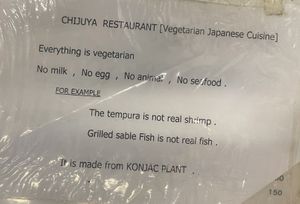 CHIJUYA RESTAURANT [Vegetarian Japanese Cuisine]
Everything is vegetarian
No milk , No egg , No animal , No seafood .
FOR EXAMPLE
The tempura is not real shrimp .
Grilled sable Fish is not real fish .
It is made from KONJAC PLANT .
150